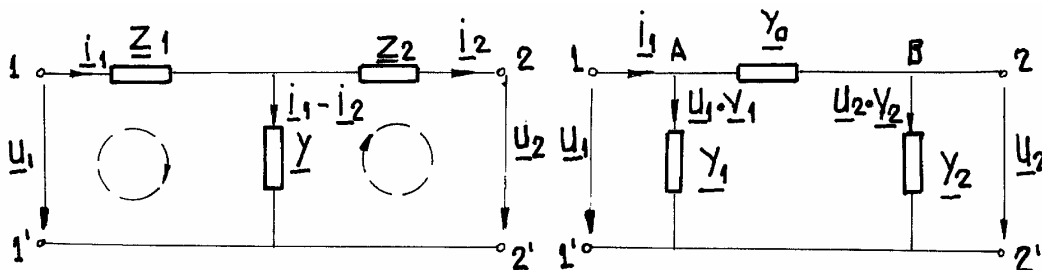 i1 Z1 Z2 i2 i1 A Y0 B
1 2 1 2
i1-i2 U1·Y1 U2·Y2
U1 Y U2 U1 Y1 Y2 U2
1' 2' 1' 2'